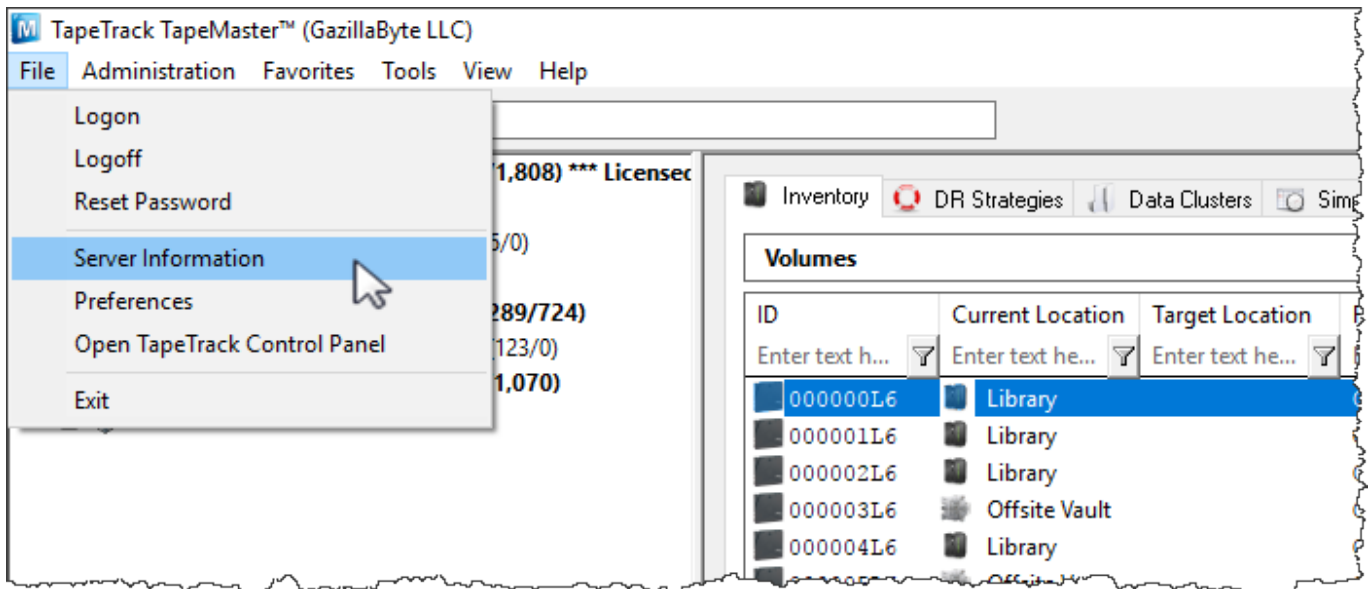 TapeTrack TapeMaster™ (GazillaByte LLC)
File Administration Favorites Tools View Help
Logon
Logoff
Reset Password
Server Information
Preferences
Open TapeTrack Control Panel
Exit
1,808) *** Licensed
5/0)
289/724)
123/0)
1,070)
Inventory DR Strategies Data Clusters
Volumes
ID Current Location Target Location
Enter text h... Enter text he... Enter text he...
000000L6 Library
000001L6 Library
000002L6 Library
000003L6 Offsite Vault
000004L6 Library